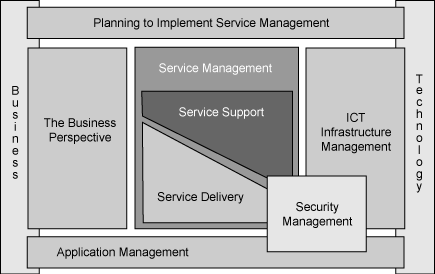 Planning to Implement Service Management
Business
The Business
Perspective
Service Management
Service Support
Service Delivery
ICT
Infrastructure
Management
Technology
Security
Management
Application Management